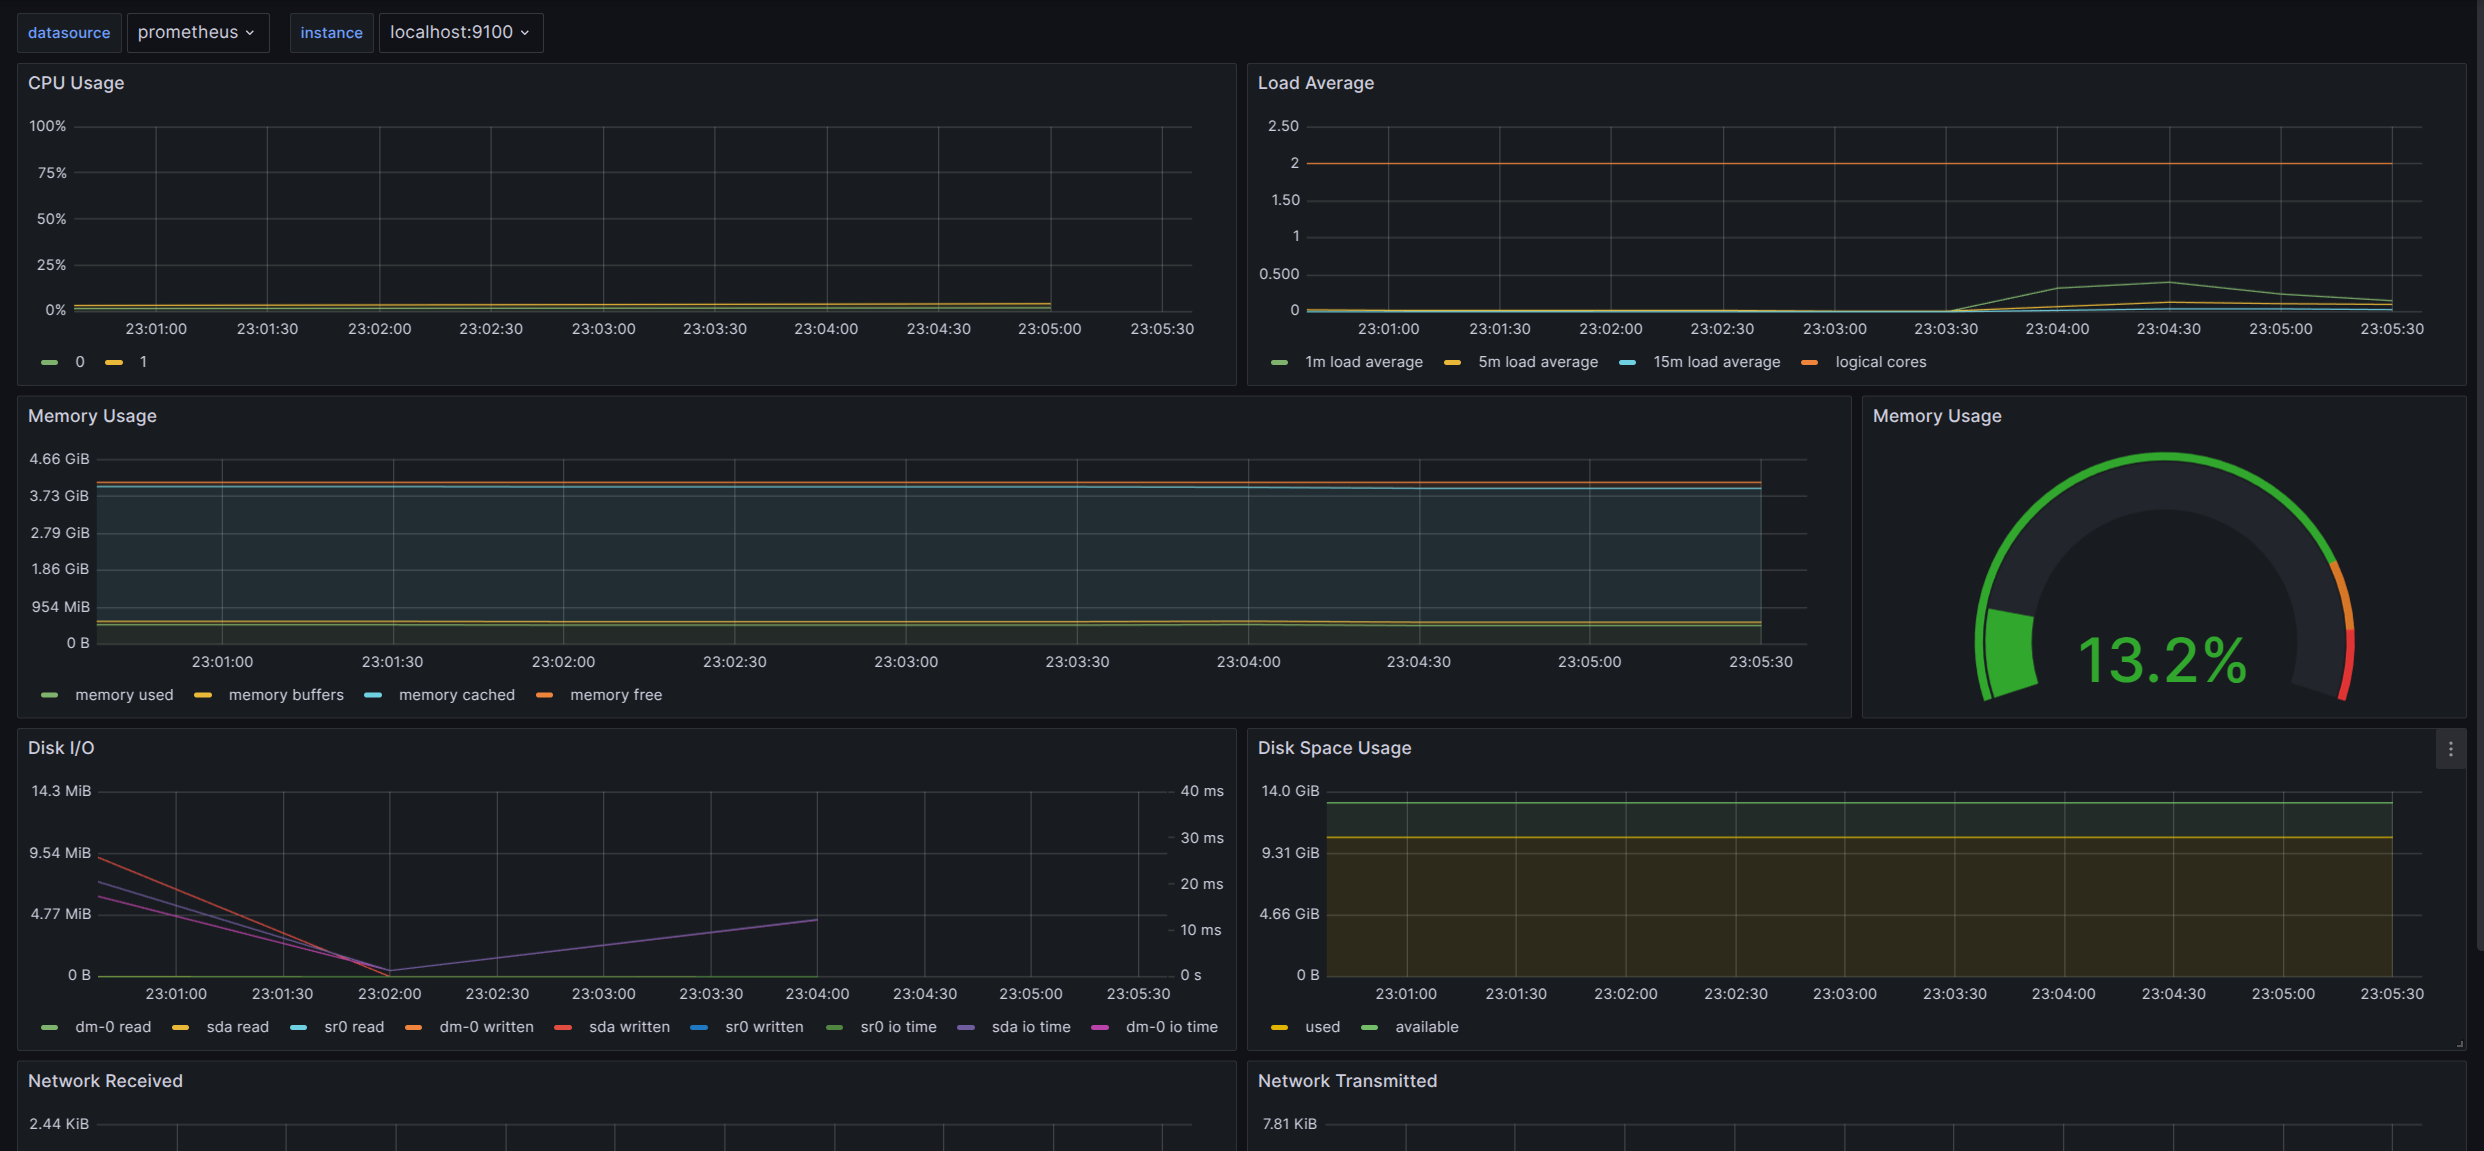 datasource prometheus instance localhost:9100
CPU Usage
100%
75%
50%
25%
0%
23:01:00 23:01:30 23:02:00 23:02:30 23:03:00 23:03:30 23:04:00 23:04:30 23:05:00 23:05:30
0 1
Load Average
2.50
2
1.50
1
0.500
0
23:01:00 23:01:30 23:02:00 23:02:30 23:03:00 23:03:30 23:04:00 23:04:30 23:05:00 23:05:30
1m load average 5m load average 15m load average logical cores
Memory Usage
4.66 GiB
3.73 GiB
2.79 GiB
1.86 GiB
954 MiB
0 B
23:01:00 23:01:30 23:02:00 23:02:30 23:03:00 23:03:30 23:04:00 23:04:30 23:05:00 23:05:30
memory used memory buffers memory cached memory free
Memory Usage
13.2%
Disk I/O
14.3 MiB 40 ms
30 ms
9.54 MiB
20 ms
4.77 MiB
10 ms
0 B 0 s
23:01:00 23:01:30 23:02:00 23:02:30 23:03:00 23:03:30 23:04:00 23:04:30 23:05:00 23:05:30
dm-0 read sda read sr0 read dm-0 written sda written sr0 written sr0 io time sda io time dm-0 io time
Disk Space Usage
14.0 GiB
9.31 GiB
4.66 GiB
0 B
23:01:00 23:01:30 23:02:00 23:02:30 23:03:00 23:03:30 23:04:00 23:04:30 23:05:00 23:05:30
used available
Network Received
2.44 KiB
Network Transmitted
7.81 KiB